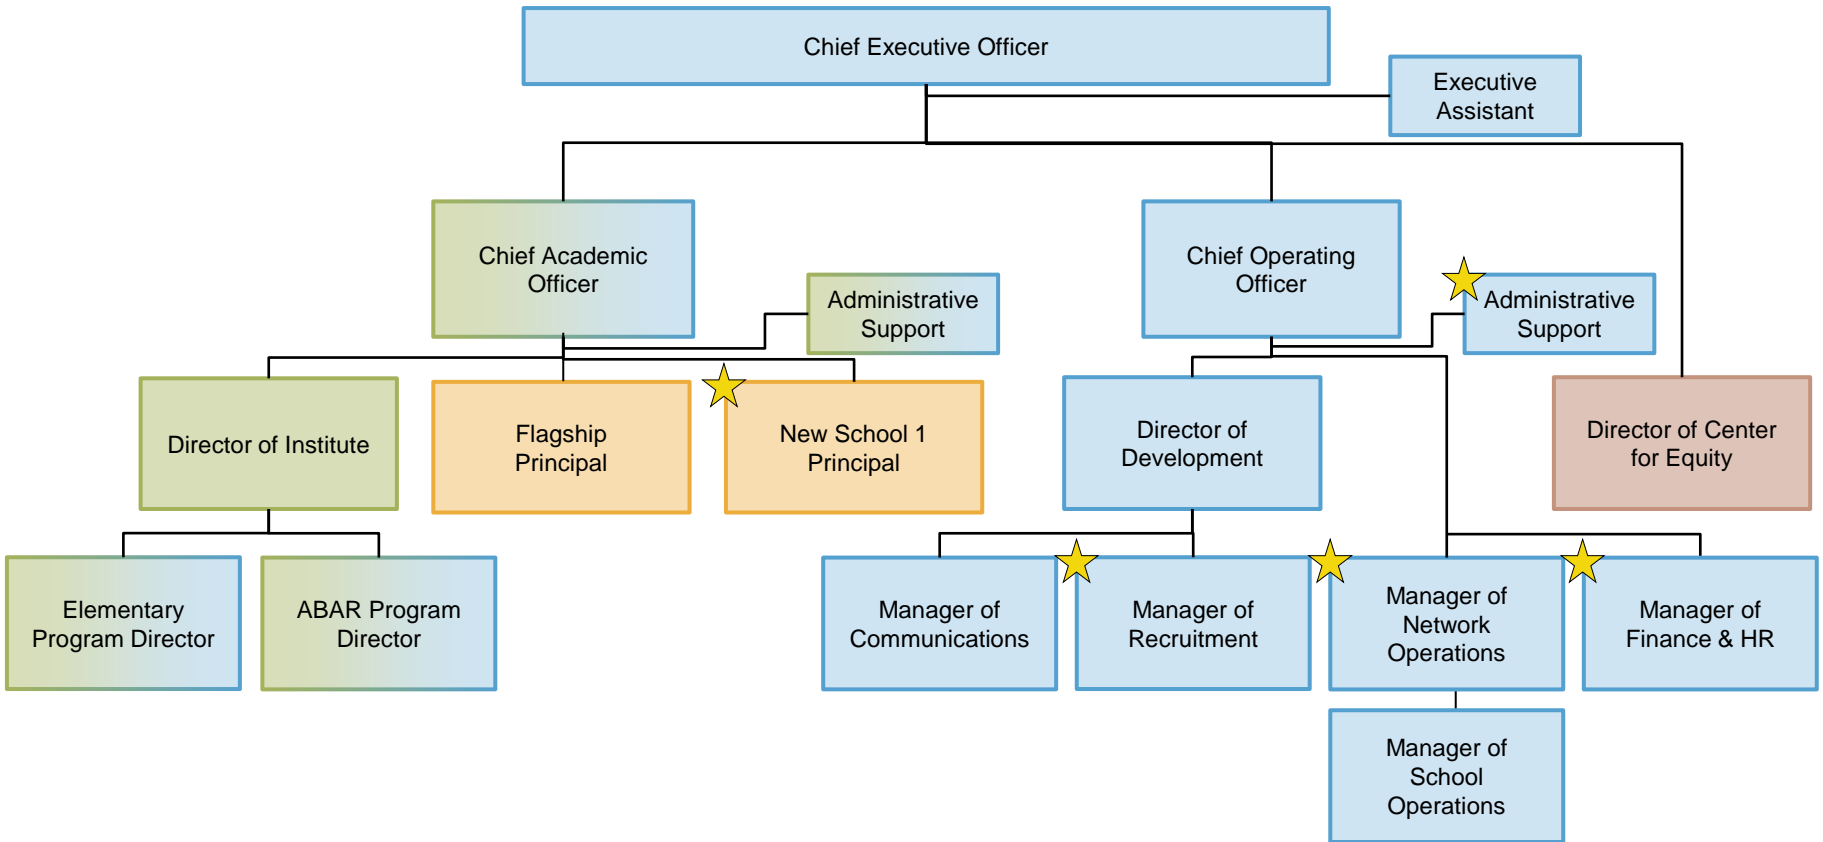 Chief Executive Officer
Executive
Assistant
Chief Academic
Officer
Administrative
Support
Chief Operating
Officer
Administrative
Support
Director of Institute
Flagship
Principal
New School 1
Principal
Director of
Development
Director of Center
for Equity
Elementary
Program Director
ABAR Program
Director
Manager of
Communications
Manager of
Recruitment
Manager of
Network
Operations
Manager of
Finance & HR
Manager of
School
Operations